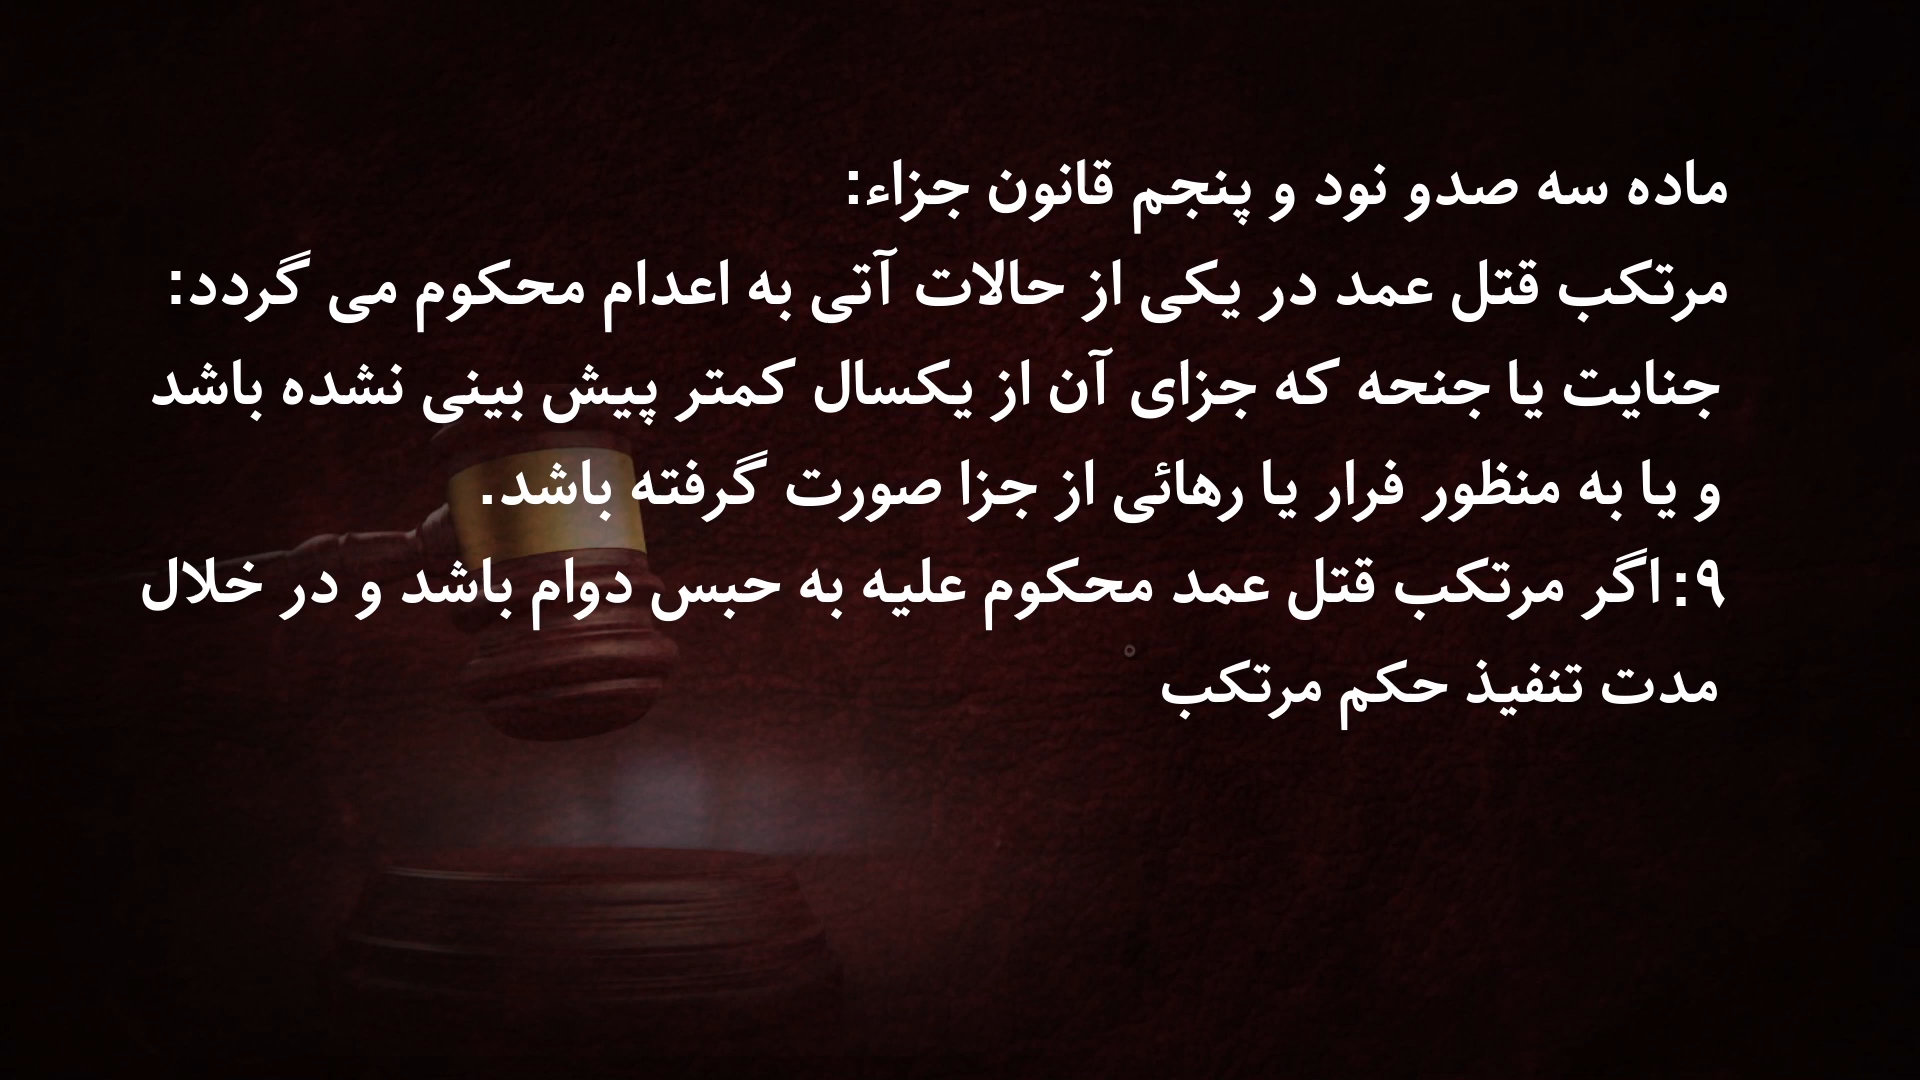 ماده سه صدو نود و پنجم قانون جزاء:
مرتکب قتل عمد در یکی از حالات آتی به اعدام محکوم می گردد:
جنایت یا جنحه که جزای آن از یکسال کمتر پیش بینی نشده باشد
و یا به منظور فرار یا رهائی از جزا صورت گرفته باشد.
۹: اگر مرتکب قتل عمد محکوم علیه به حبس دوام باشد و در خلال
مدت تنفیذ حکم مرتکب